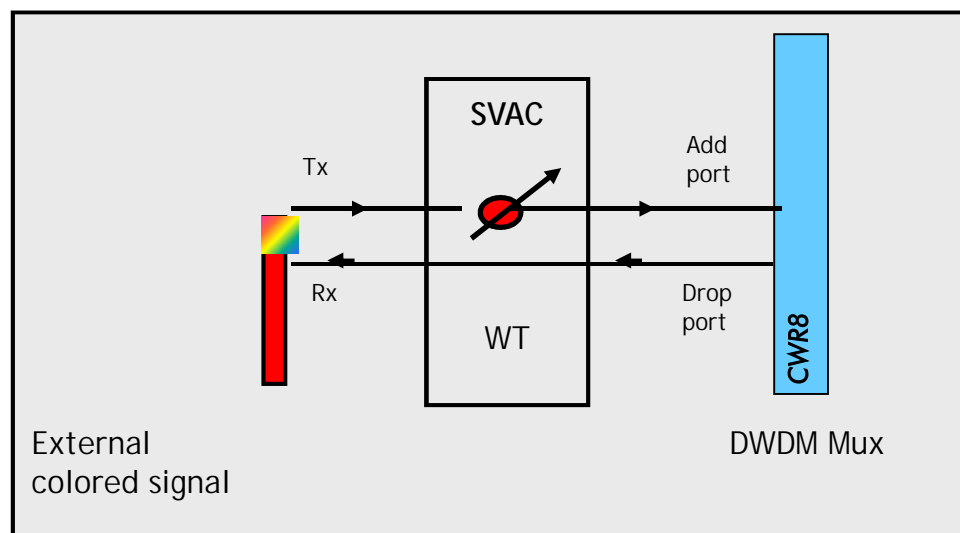 SVAC
Tx
Add
port
Rx
Drop
port
WT
CWR8
External
colored signal
DWDM Mux